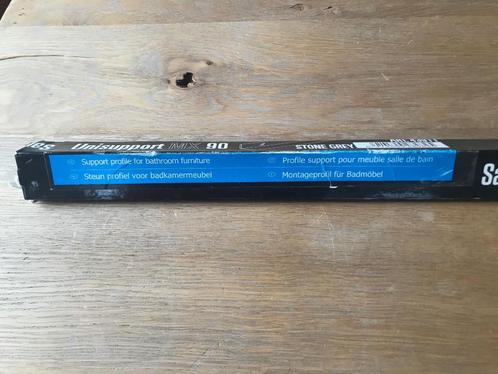 Unisupport MX 90
STONE GREY
Support profile for bathroom furniture
Steun profiel voor badkamermeubel
Profile support pour meuble salle de bain
Montageprofil für Badmöbel
Sa